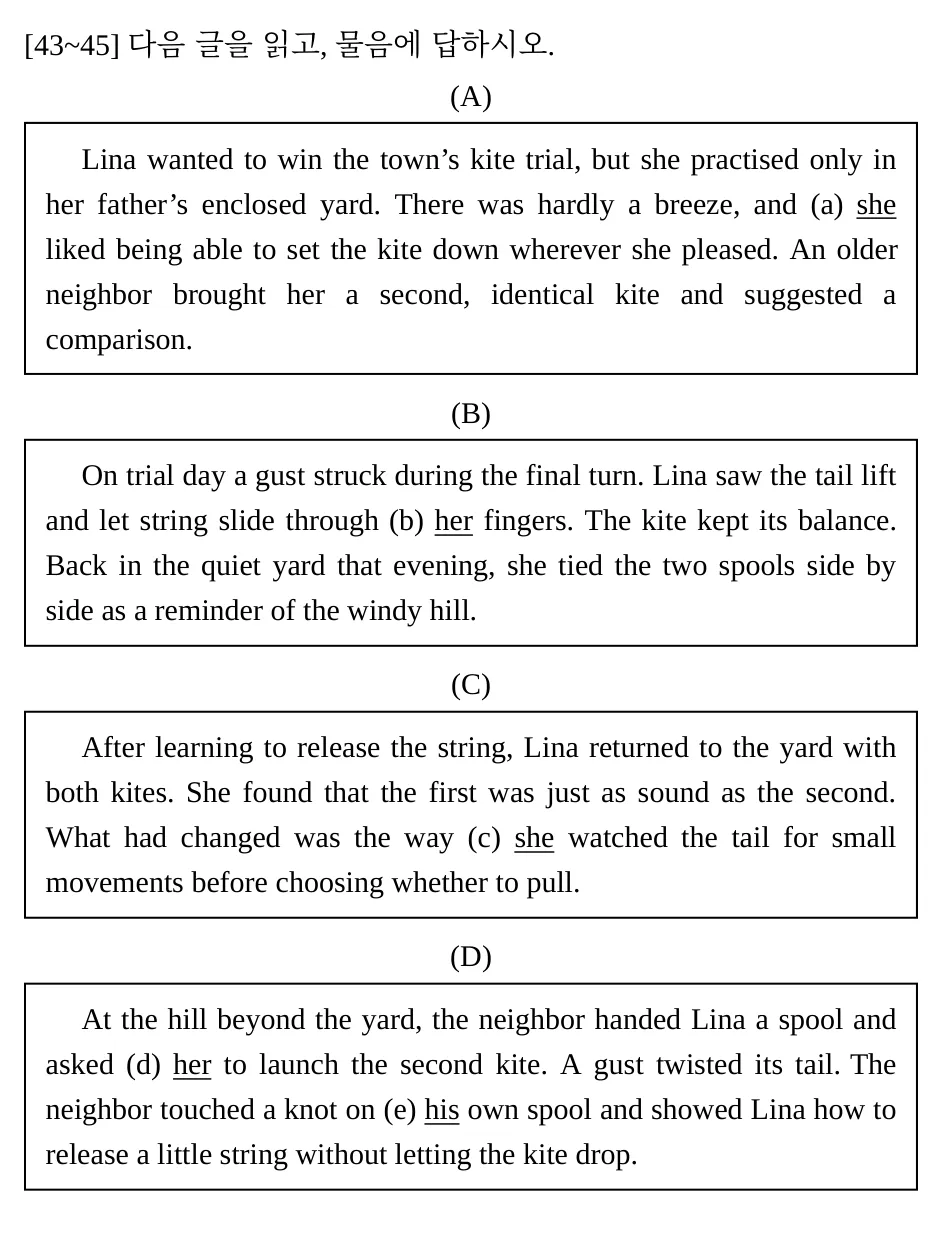 [43~45] 다음 글을 읽고, 물음에 답하시오.
(A)
Lina wanted to win the town’s kite trial, but she practised only in
her father’s enclosed yard. There was hardly a breeze, and (a) she
liked being able to set the kite down wherever she pleased. An older
neighbor brought her a second, identical kite and suggested a
comparison.
(B)
On trial day a gust struck during the final turn. Lina saw the tail lift
and let string slide through (b) her fingers. The kite kept its balance.
Back in the quiet yard that evening, she tied the two spools side by
side as a reminder of the windy hill.
(C)
After learning to release the string, Lina returned to the yard with
both kites. She found that the first was just as sound as the second.
What had changed was the way (c) she watched the tail for small
movements before choosing whether to pull.
(D)
At the hill beyond the yard, the neighbor handed Lina a spool and
asked (d) her to launch the second kite. A gust twisted its tail. The
neighbor touched a knot on (e) his own spool and showed Lina how to
release a little string without letting the kite drop.